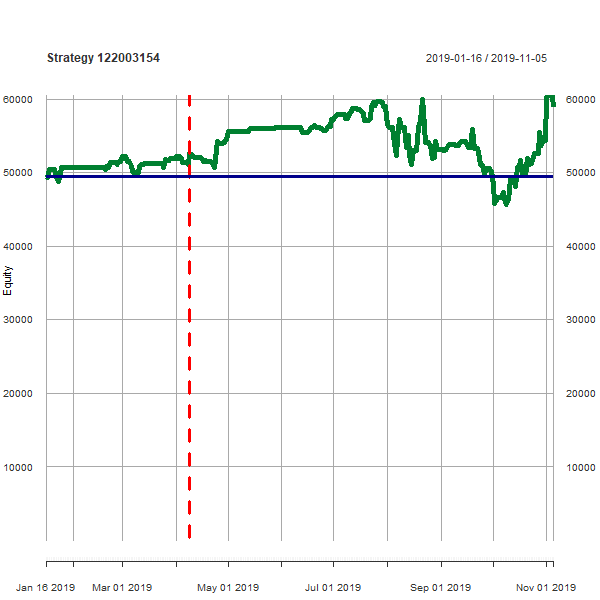 Strategy 122003154
2019-01-16 / 2019-11-05
60000
60000
50000
50000
40000
40000
Equity
30000
30000
20000
20000
10000
10000
Jan 16 2019
Mar 01 2019
May 01 2019
Jul 01 2019
Sep 01 2019
Nov 01 2019